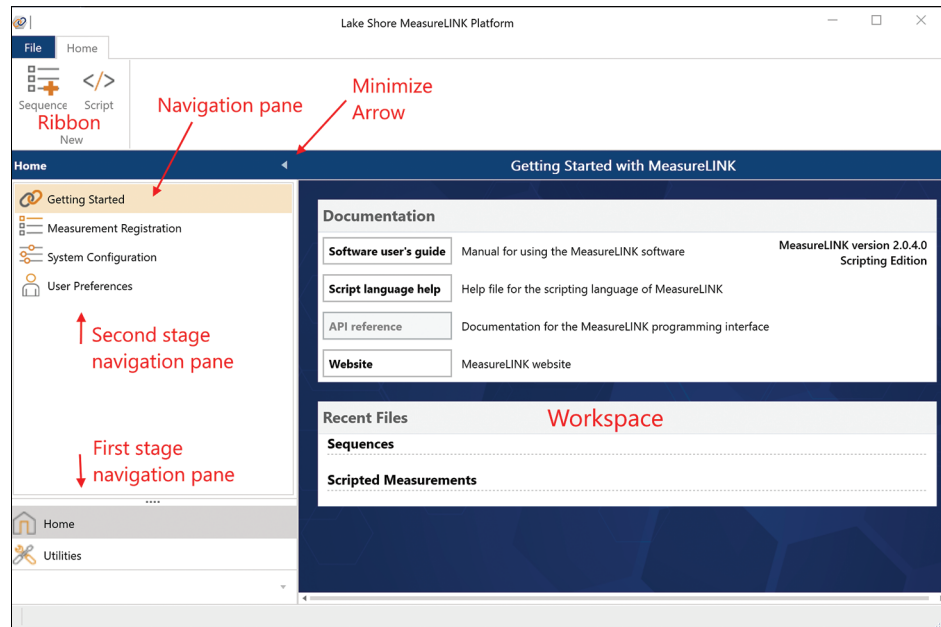 Lake Shore MeasureLINK Platform
File Home
Sequence Script
Ribbon
New
Navigation pane
Minimize
Arrow
Home
Getting Started with MeasureLINK
Getting Started
Measurement Registration
System Configuration
User Preferences
Second stage
navigation pane
First stage
navigation pane
Home
Utilities
Documentation
Software user's guide Manual for using the MeasureLINK software
MeasureLINK version 2.0.4.0
Scripting Edition
Script language help Help file for the scripting language of MeasureLINK
API reference Documentation for the MeasureLINK programming interface
Website MeasureLINK website
Recent Files
Workspace
Sequences
Scripted Measurements